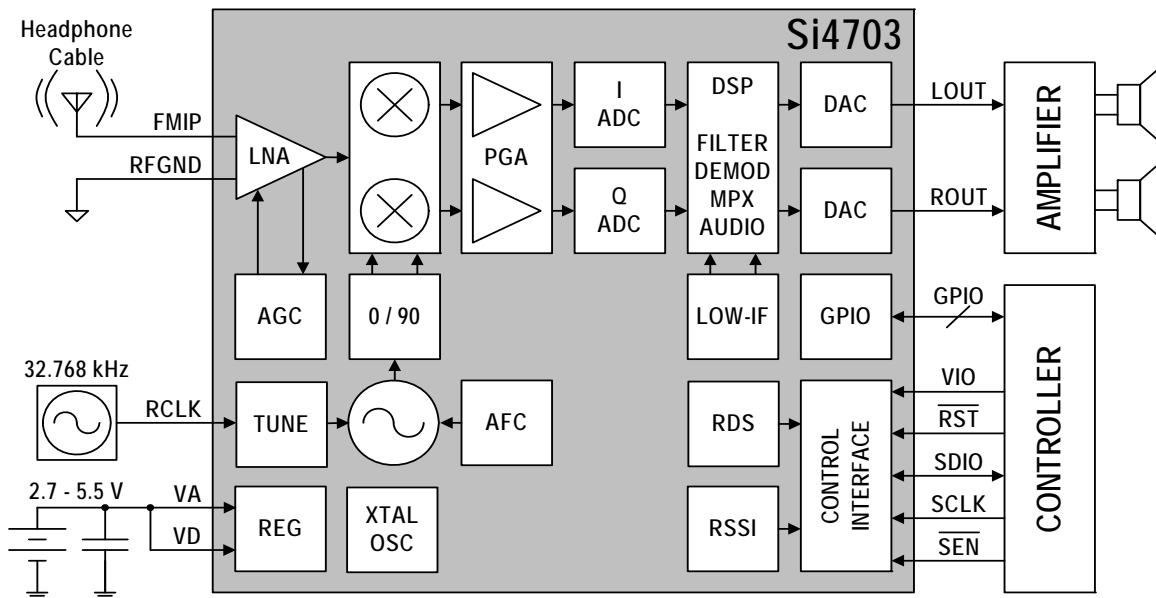 Si4703
Headphone
Cable
FMIP
RFGND
LNA
PGA
I
ADC
Q
ADC
DSP
FILTER
DEMOD
MPX
AUDIO
DAC
DAC
LOUT
ROUT
AMPLIFIER
AGC
0 / 90
LOW-IF
GPIO
GPIO
32.768 kHz
RCLK
TUNE
AFC
RDS
CONTROL
INTERFACE
VIO
RST
SDIO
SCLK
SEN
CONTROLLER
2.7 - 5.5 V
VA
VD
REG
XTAL
OSC
RSSI